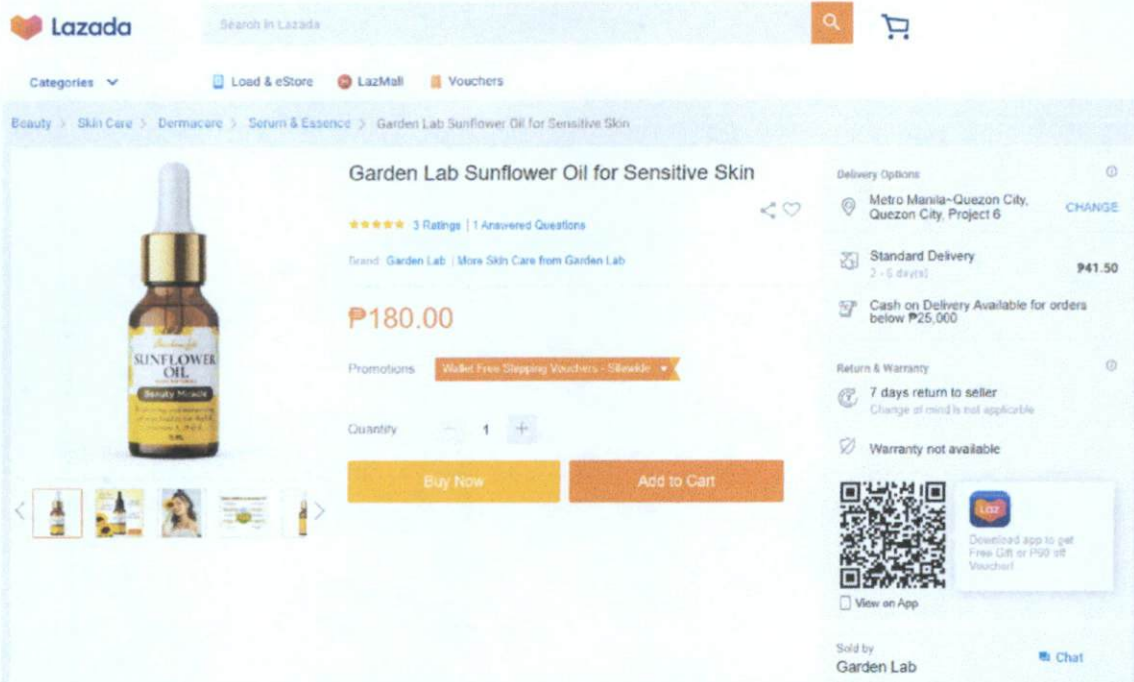 Lazada
Search in Lazada
Categories
Load & eStore
LazMall
Vouchers
Beauty > Skin Care > Dermacare > Serum & Essence > Garden Lab Sunflower Oil for Sensitive Skin
Garden Lab Sunflower Oil for Sensitive Skin
3 Ratings | 1 Answered Questions
Brand: Garden Lab | More Skin Care from Garden Lab
₱180.00
Promotions
Wallet Free Shipping Vouchers - Sitewide
Quantity
1
Buy Now
Add to Cart
SUNFLOWER
OIL
Beauty Miracle
Delivery Options
Metro Manila~Quezon City,
Quezon City, Project 6
CHANGE
Standard Delivery
₱41.50
Cash on Delivery Available for orders
below ₱25,000
Return & Warranty
7 days return to seller
Change of mind is not applicable
Warranty not available
Laz
Download app to get
Free Gift or
Voucher!
View on App
Sold by
Garden Lab
Chat